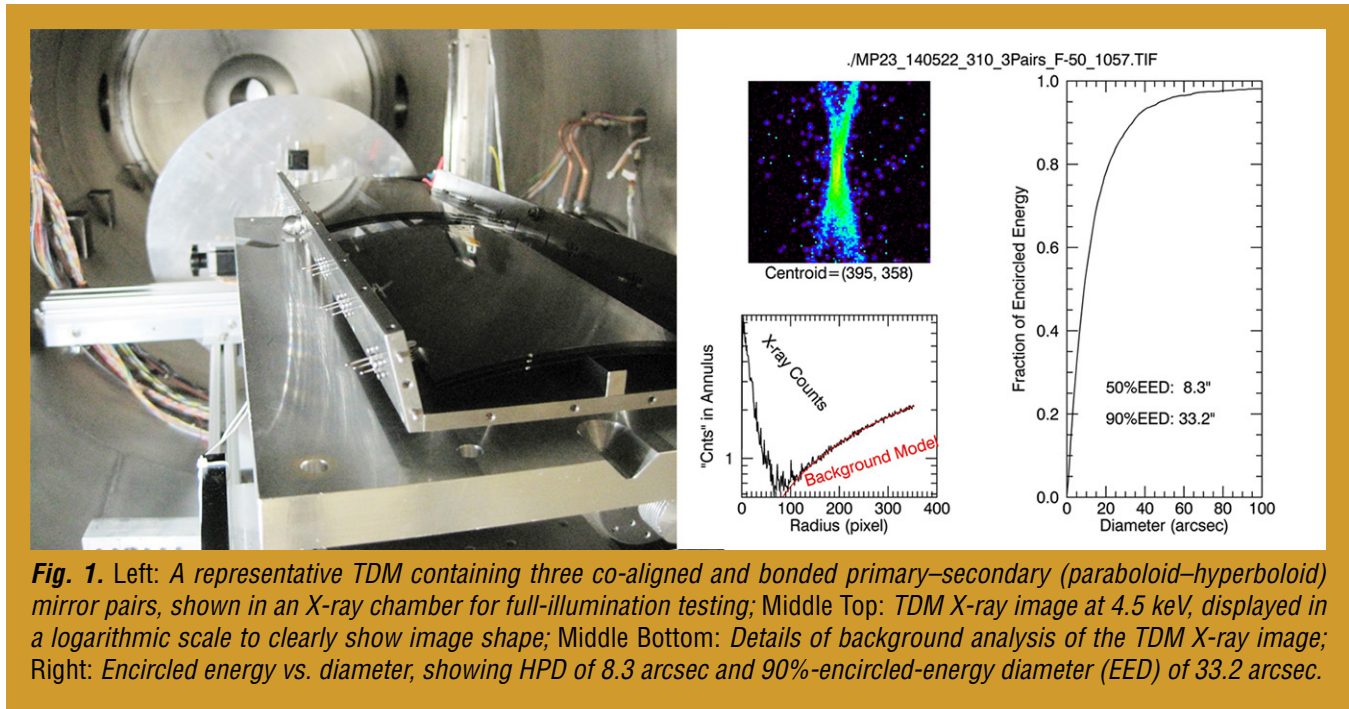 ./MP23_140522_310_3Pairs_F-50_1057.TIF
Centroid=(395, 358)
"Cnts" in Annulus
1
X-ray Counts
Background Model
0 100 200 300 400
Radius (pixel)
Fraction of Encircled Energy
1.0
0.8
0.6
0.4
0.2
0.0
50%EED: 8.3"
90%EED: 33.2"
0 20 40 60 80 100
Diameter (arcsec)
Fig. 1. Left: A representative TDM containing three co-aligned and bonded primary–secondary (paraboloid–hyperboloid)
mirror pairs, shown in an X-ray chamber for full-illumination testing; Middle Top: TDM X-ray image at 4.5 keV, displayed in
a logarithmic scale to clearly show image shape; Middle Bottom: Details of background analysis of the TDM X-ray image;
Right: Encircled energy vs. diameter, showing HPD of 8.3 arcsec and 90%-encircled-energy diameter (EED) of 33.2 arcsec.